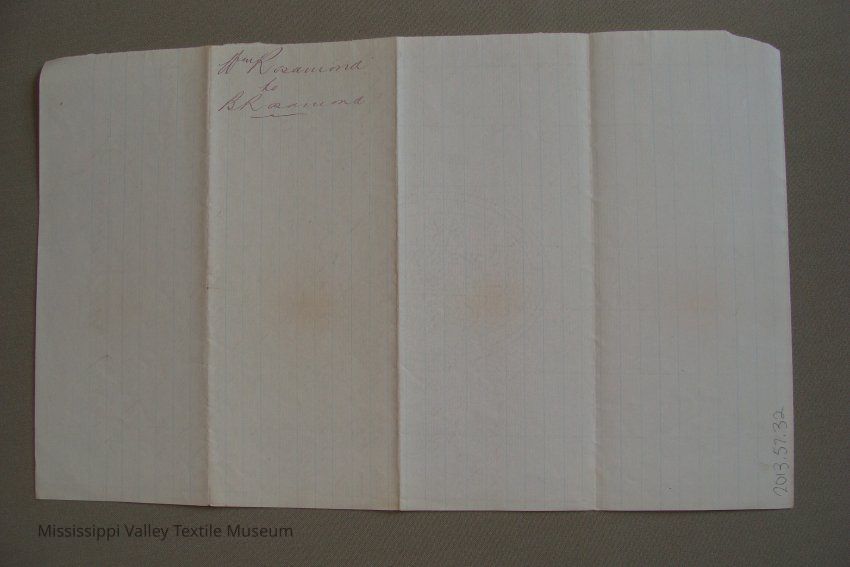 Wm Rosamond
to
B Rosamond
2013.57.32
Mississippi Valley Textile Museum